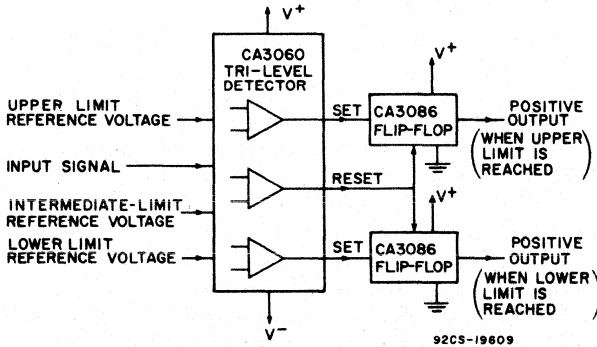 V+
CA3060
TRI-LEVEL
DETECTOR
V+
UPPER LIMIT
REFERENCE VOLTAGE
SET
CA3086
FLIP-FLOP
POSITIVE
OUTPUT
(WHEN UPPER
LIMIT IS
REACHED)
INPUT SIGNAL
RESET
INTERMEDIATE-LIMIT
REFERENCE VOLTAGE
V+
LOWER LIMIT
REFERENCE VOLTAGE
SET
CA3086
FLIP-FLOP
POSITIVE
OUTPUT
(WHEN LOWER
LIMIT IS
REACHED)
V-
92CS-19609